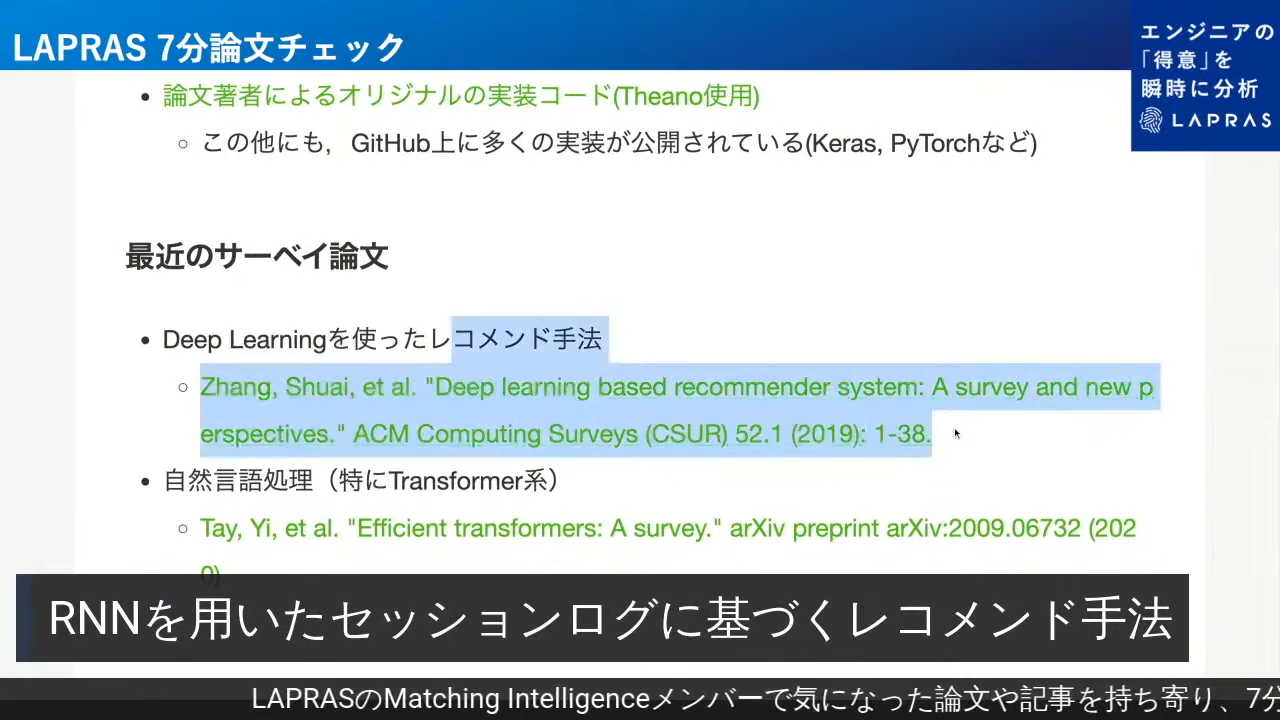 LAPRAS 7分論文チェック
エンジニアの
「得意」を
瞬時に分析
LAPRAS
論文著者によるオリジナルの実装コード(Theano使用)
この他にも，GitHub上に多くの実装が公開されている(Keras, PyTorchなど)
最近のサーベイ論文
Deep Learningを使ったレコメンド手法
Zhang, Shuai, et al. "Deep learning based recommender system: A survey and new p
erspectives." ACM Computing Surveys (CSUR) 52.1 (2019): 1-38.
自然言語処理（特にTransformer系）
Tay, Yi, et al. "Efficient transformers: A survey." arXiv preprint arXiv:2009.06732 (202
0)
RNNを用いたセッションログに基づくレコメンド手法
LAPRASのMatching Intelligenceメンバーで気になった論文や記事を持ち寄り、7分